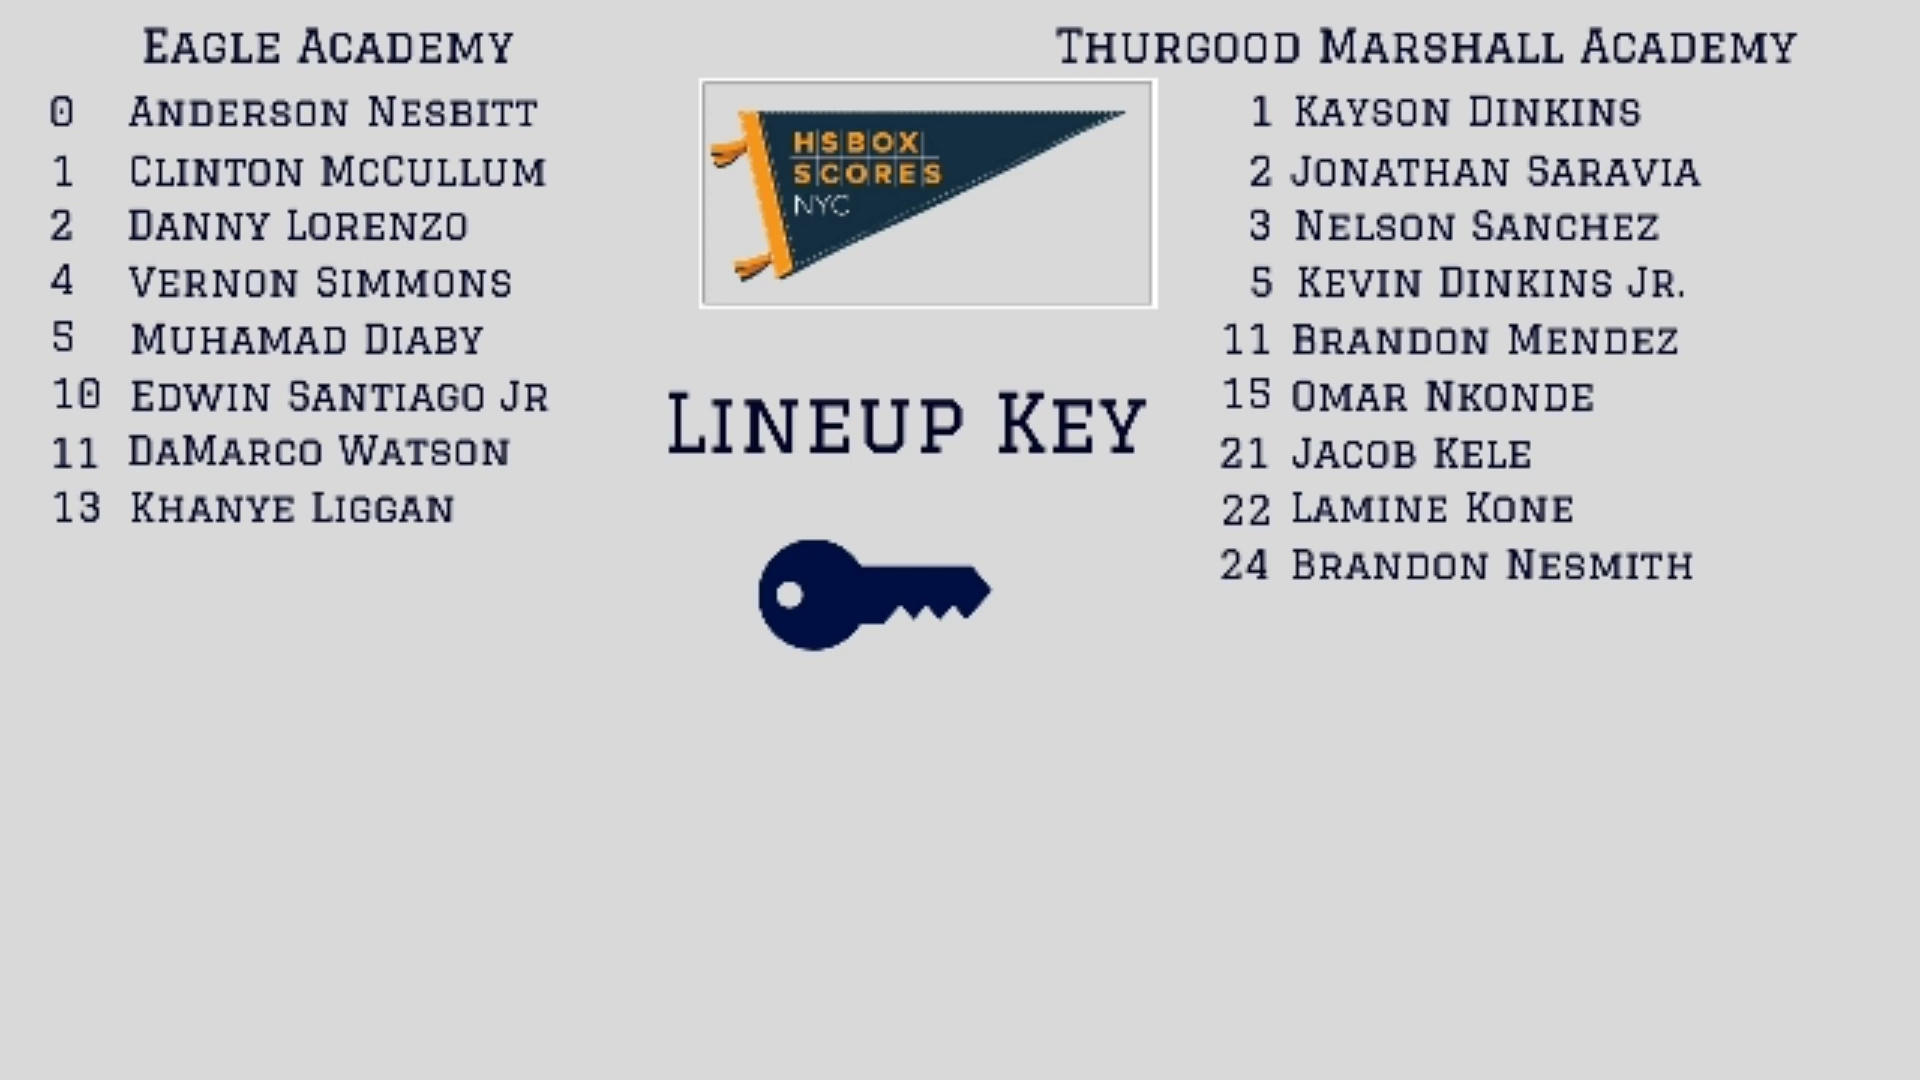 Eagle Academy
0 Anderson Nesbitt
1 Clinton McCullum
2 Danny Lorenzo
4 Vernon Simmons
5 Muhamad Diaby
10 Edwin Santiago Jr
11 DaMarco Watson
13 Khanye Liggan
HSBOX
SCORES
NYC
Lineup Key
Thurgood Marshall Academy
1 Kayson Dinkins
2 Jonathan Saravia
3 Nelson Sanchez
5 Kevin Dinkins Jr.
11 Brandon Mendez
15 Omar Nkonde
21 Jacob Kele
22 Lamine Kone
24 Brandon Nesmith